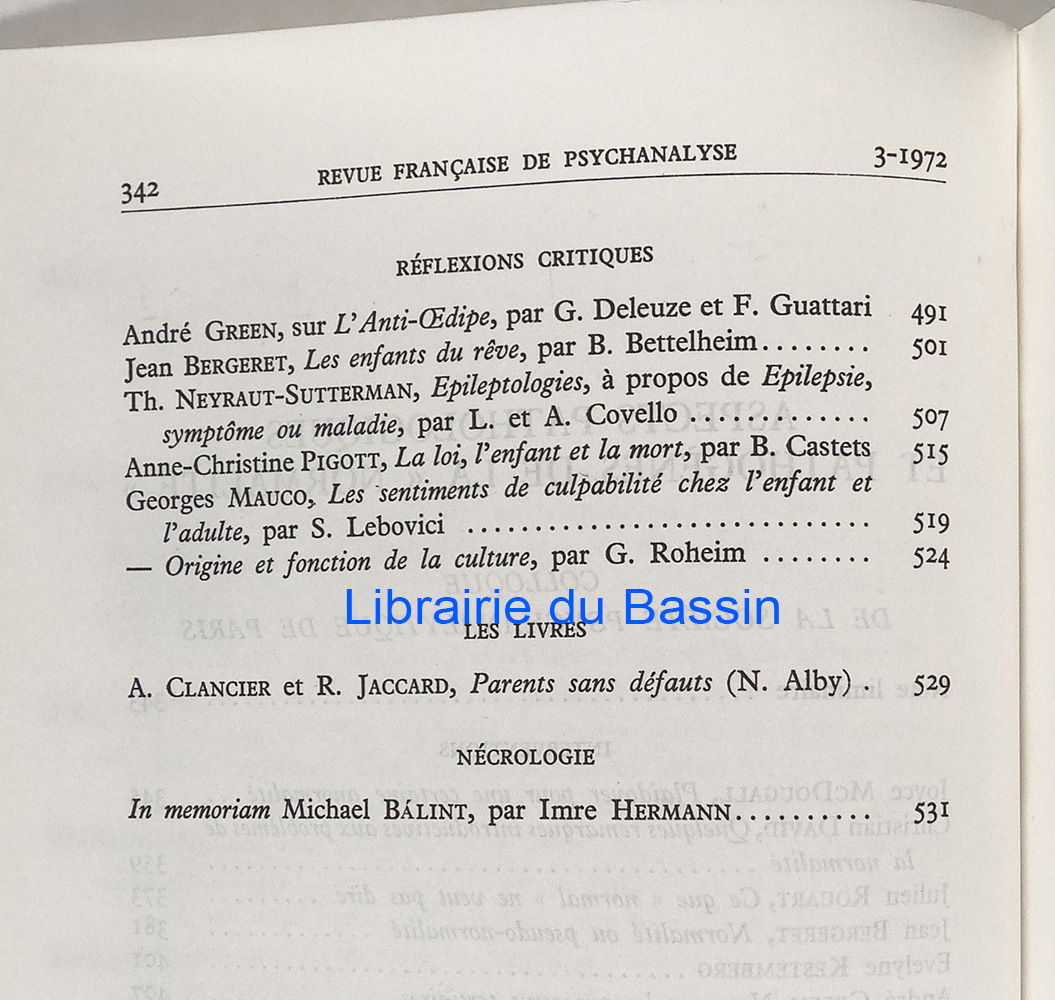 342 REVUE FRANÇAISE DE PSYCHANALYSE 3-1972
RÉFLEXIONS CRITIQUES
André GREEN, sur L'Anti-Œdipe, par G. Deleuze et F. Guattari 491
Jean BERGERET, Les enfants du rêve, par B. Bettelheim........ 501
Th. NEYRAUT-SUTTERMAN, Epileptologies, à propos de Epilepsie,
symptôme ou maladie, par L. et A. Covello .............. 507
Anne-Christine PIGOTT, La loi, l'enfant et la mort, par B. Castets 515
Georges MAUCO, Les sentiments de culpabilité chez l'enfant et
l'adulte, par S. Lebovici .............................. 519
— Origine et fonction de la culture, par G. Roheim ........ 524
Librairie du Bassin
LES LIVRES
A. CLANCIER et R. JACCARD, Parents sans défauts (N. Alby) . 529
NÉCROLOGIE
In memoriam Michael BÁLINT, par Imre HERMANN.......... 531